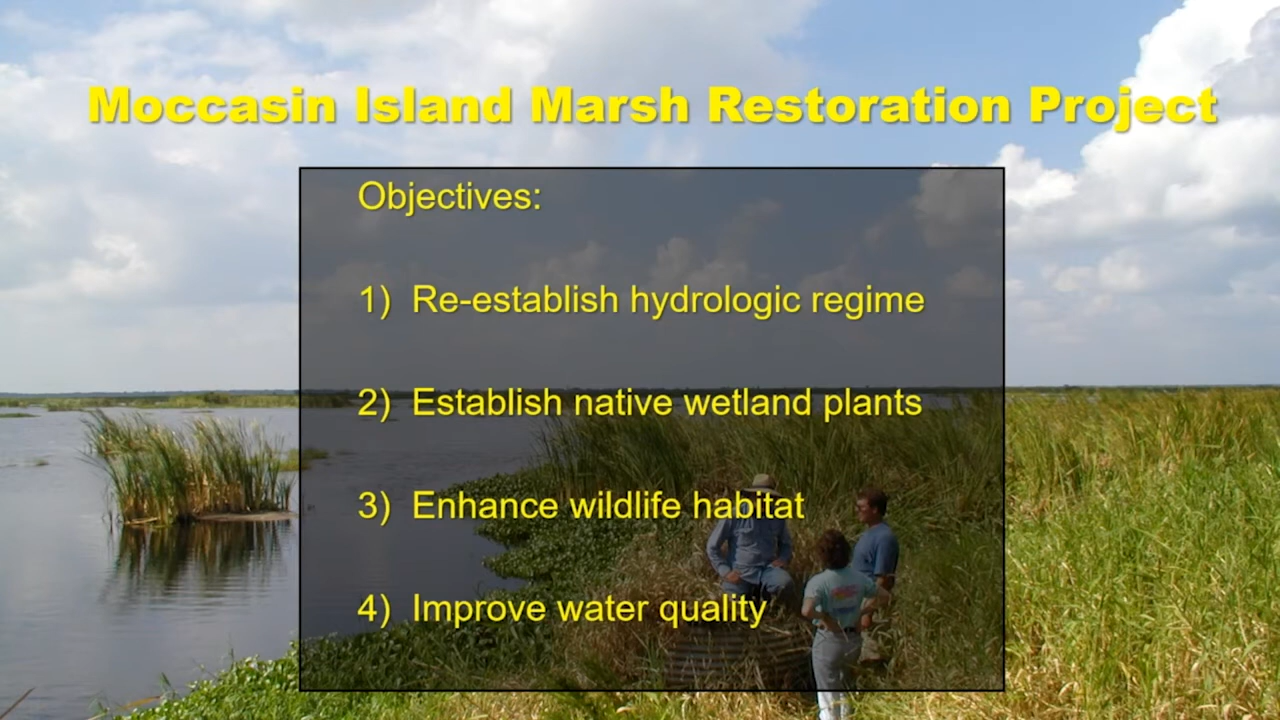 Moccasin Island Marsh Restoration Project
Objectives:
1) Re-establish hydrologic regime
2) Establish native wetland plants
3) Enhance wildlife habitat
4) Improve water quality